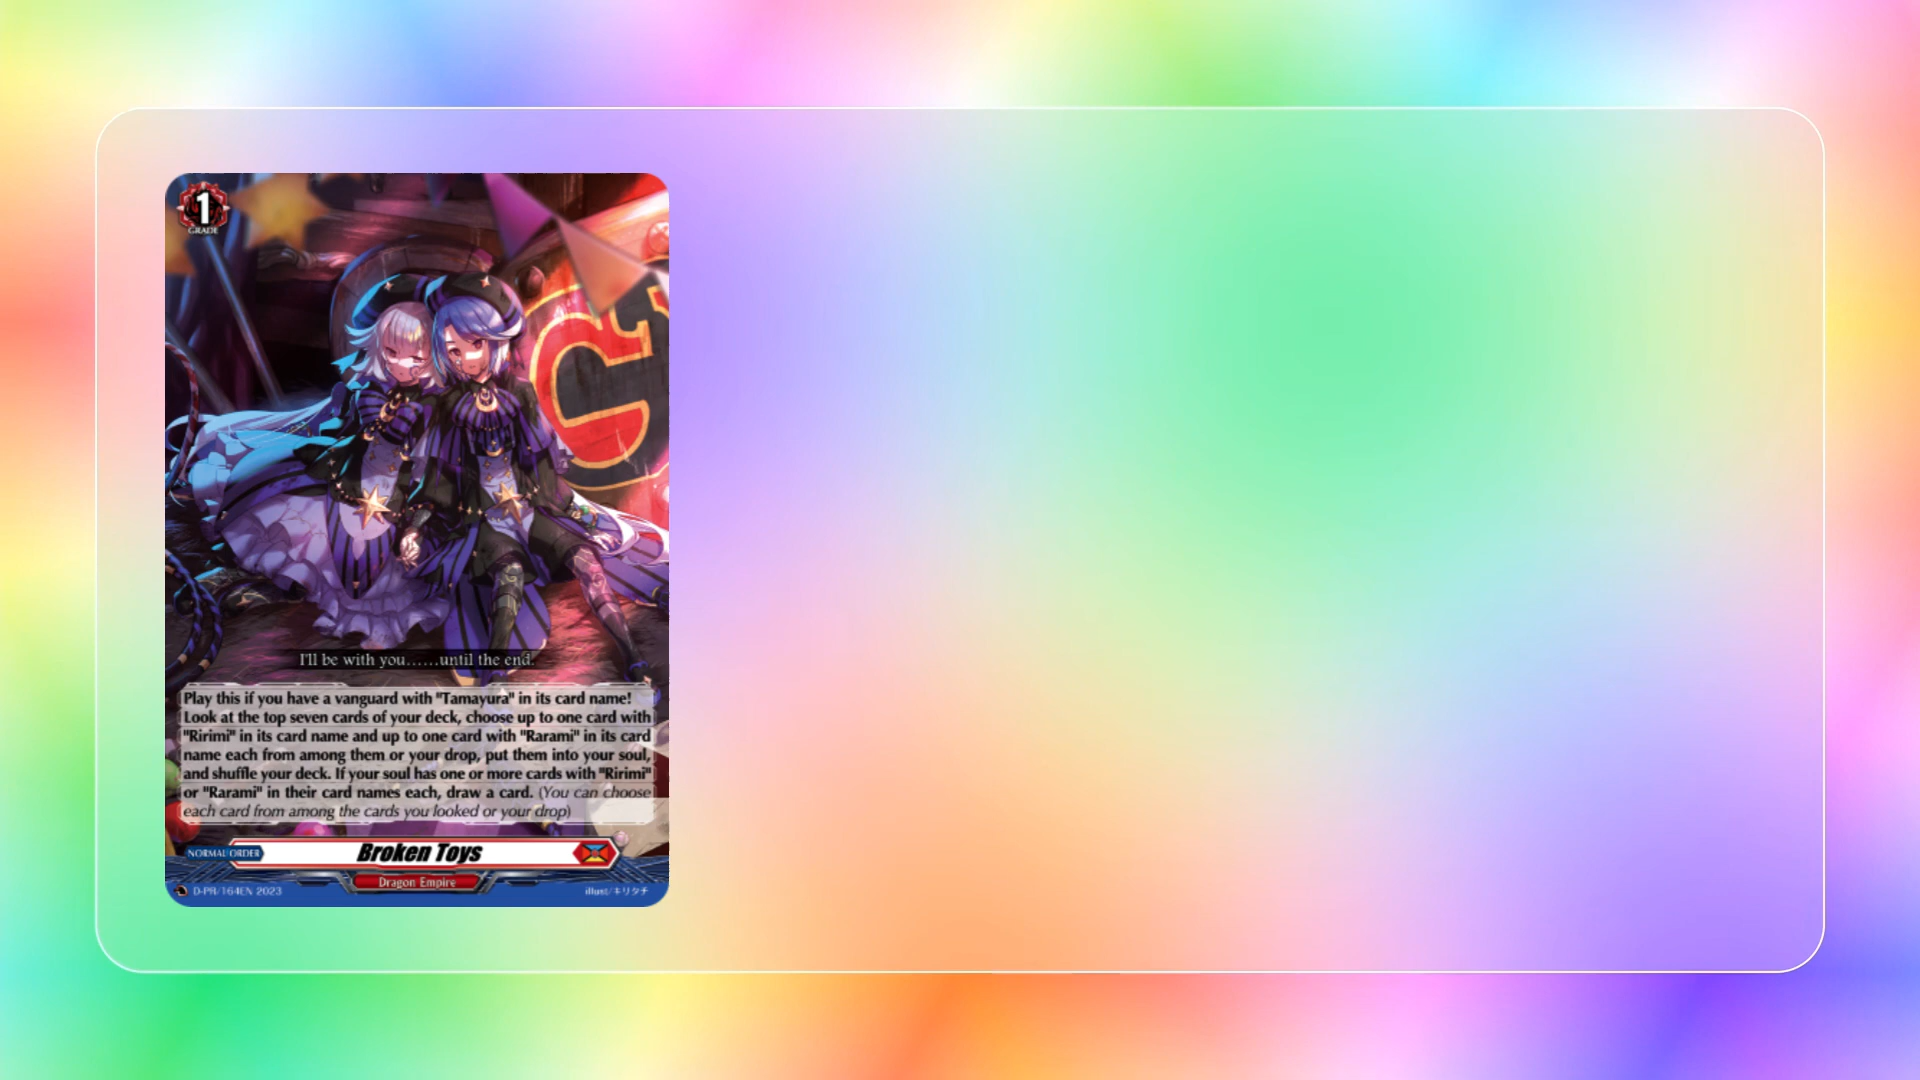 1
GRADE
I'll be with you......until the end.
Play this if you have a vanguard with "Tamayura" in its card name!
Look at the top seven cards of your deck, choose up to one card with
"Ririmi" in its card name and up to one card with "Rarami" in its card
name each from among them or your drop, put them into your soul,
and shuffle your deck. If your soul has one or more cards with "Ririmi"
or "Rarami" in their card names each, draw a card. (You can choose
each card from among the cards you looked or your drop)
NORMAL ORDER
Broken Toys
Dragon Empire
D-PR/164EN 2023
illust/キリタチ